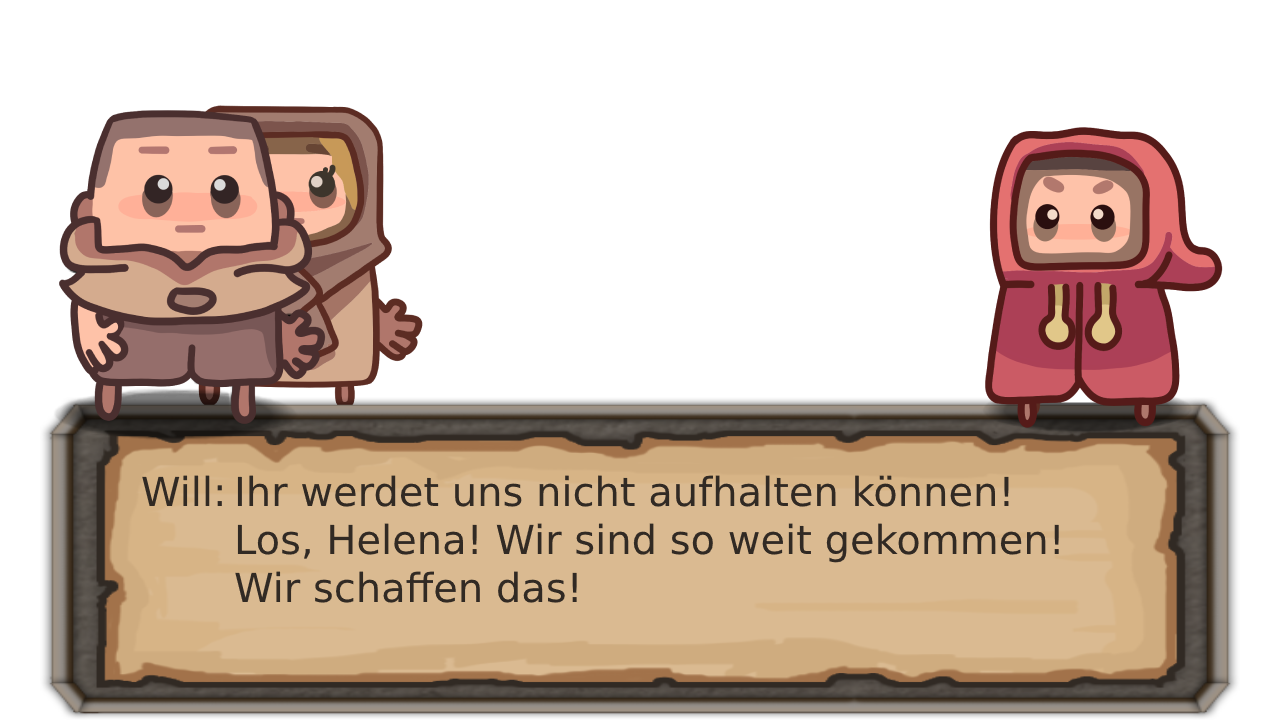 Will: Ihr werdet uns nicht aufhalten können!
Los, Helena! Wir sind so weit gekommen!
Wir schaffen das!